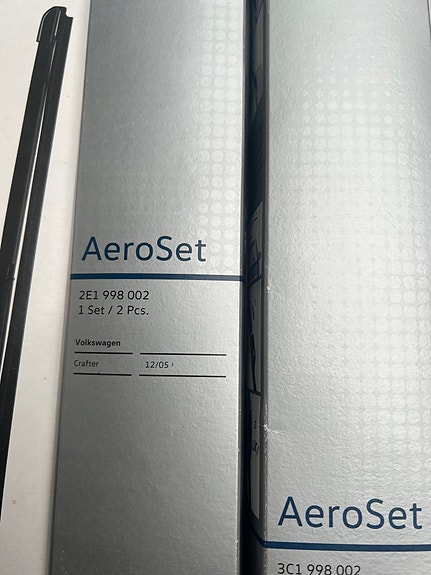 AeroSet
2E1 998 002
1 Set / 2 Pcs.
Volkswagen
Crafter 12/05 ›
AeroSet
3C1 998 002